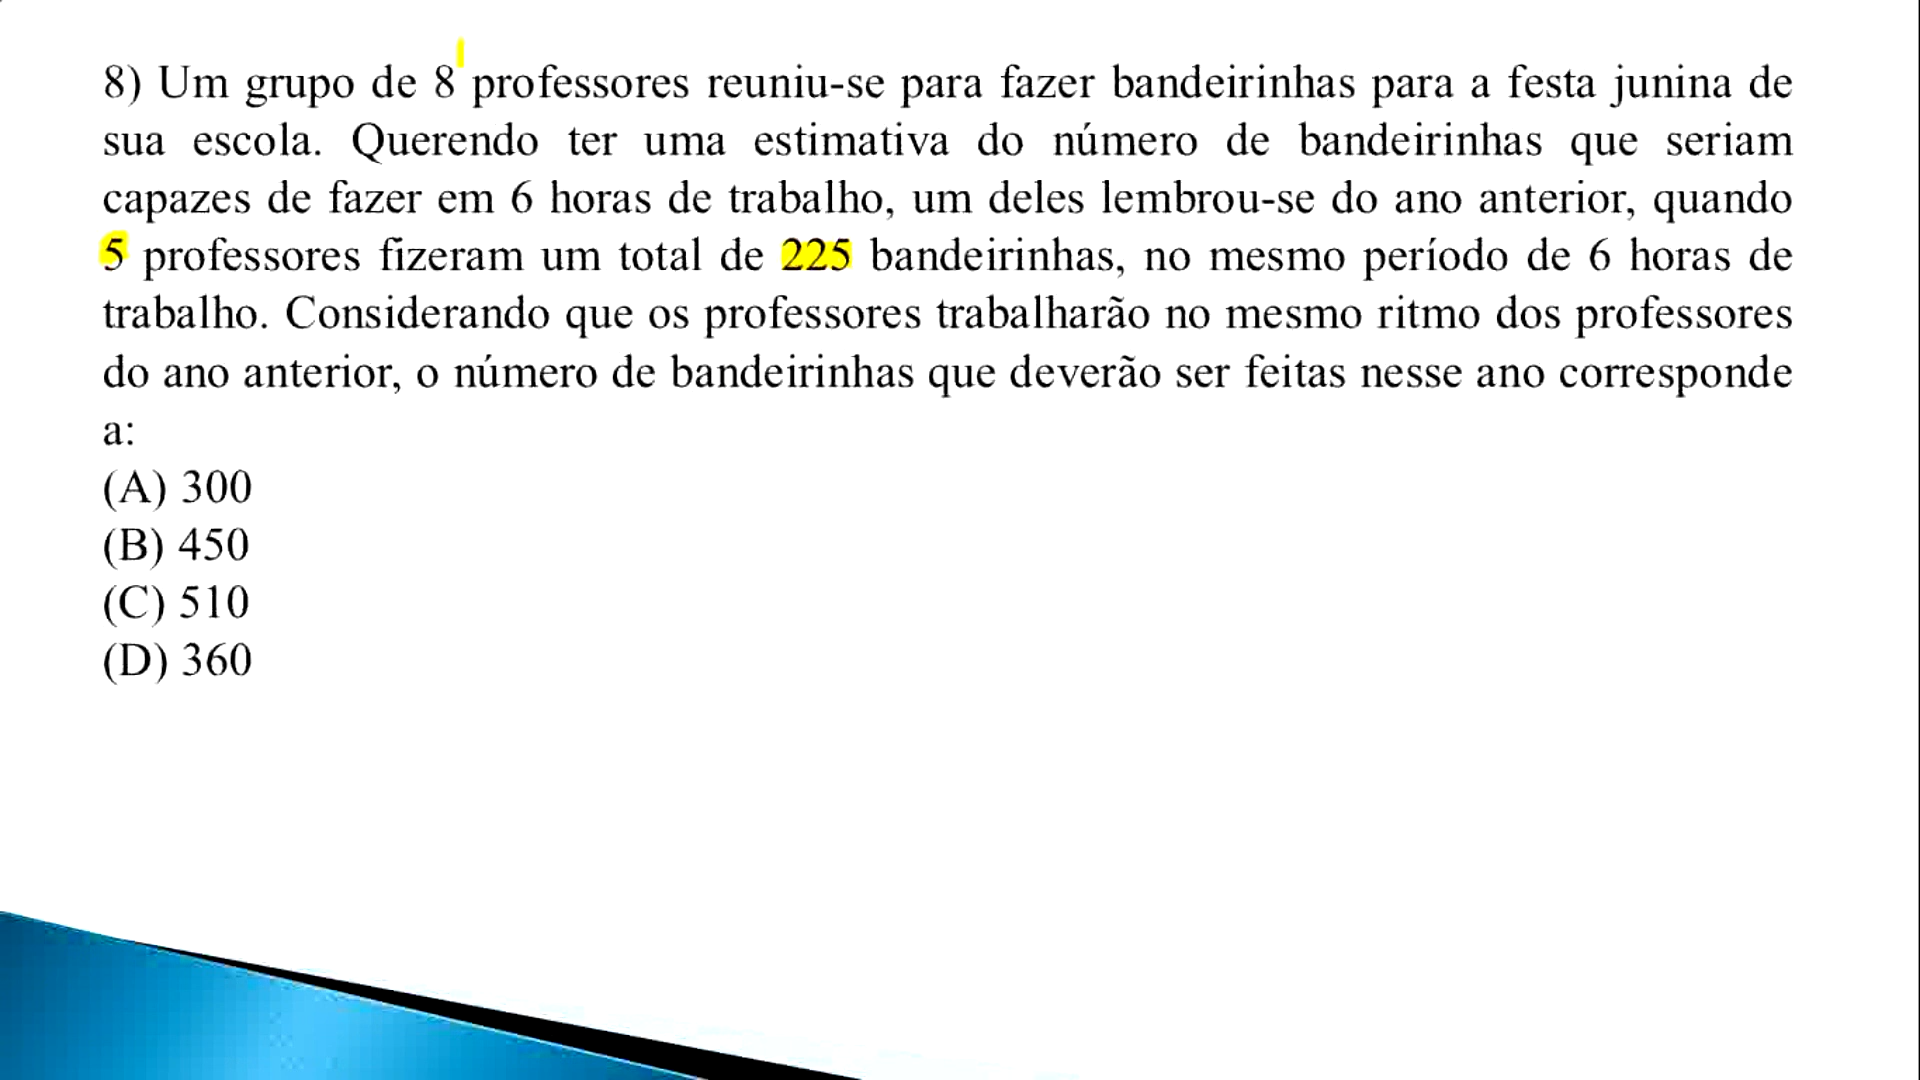 8) Um grupo de 8 professores reuniu-se para fazer bandeirinhas para a festa junina de
sua escola. Querendo ter uma estimativa do número de bandeirinhas que seriam
capazes de fazer em 6 horas de trabalho, um deles lembrou-se do ano anterior, quando
5 professores fizeram um total de 225 bandeirinhas, no mesmo período de 6 horas de
trabalho. Considerando que os professores trabalharão no mesmo ritmo dos professores
do ano anterior, o número de bandeirinhas que deverão ser feitas nesse ano corresponde
a:
(A) 300
(B) 450
(C) 510
(D) 360